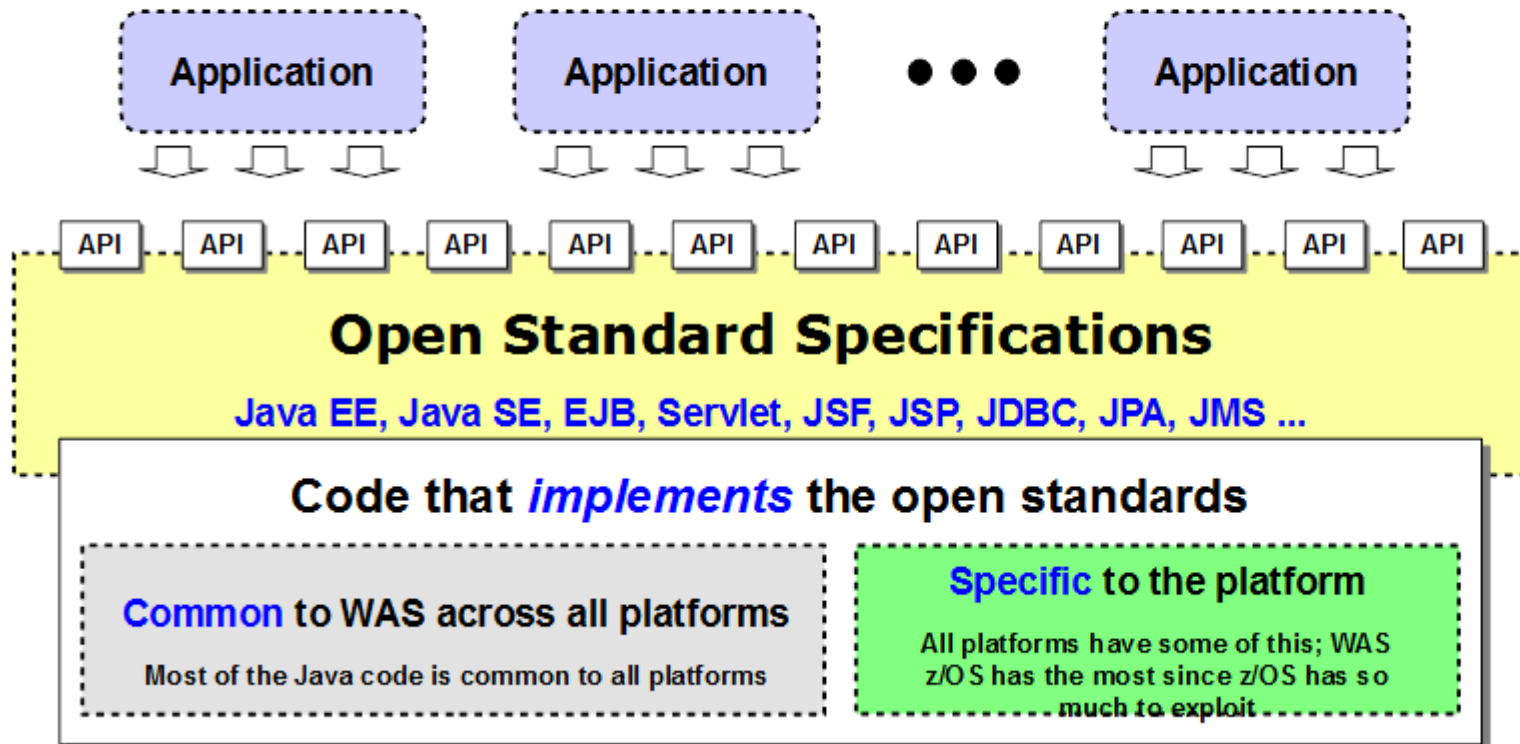 Application Application Application
API API API API API API API API API API API API
Open Standard Specifications
Java EE, Java SE, EJB, Servlet, JSF, JSP, JDBC, JPA, JMS ...
Code that implements the open standards
Common to WAS across all platforms
Most of the Java code is common to all platforms
Specific to the platform
All platforms have some of this; WAS
z/OS has the most since z/OS has so
much to exploit